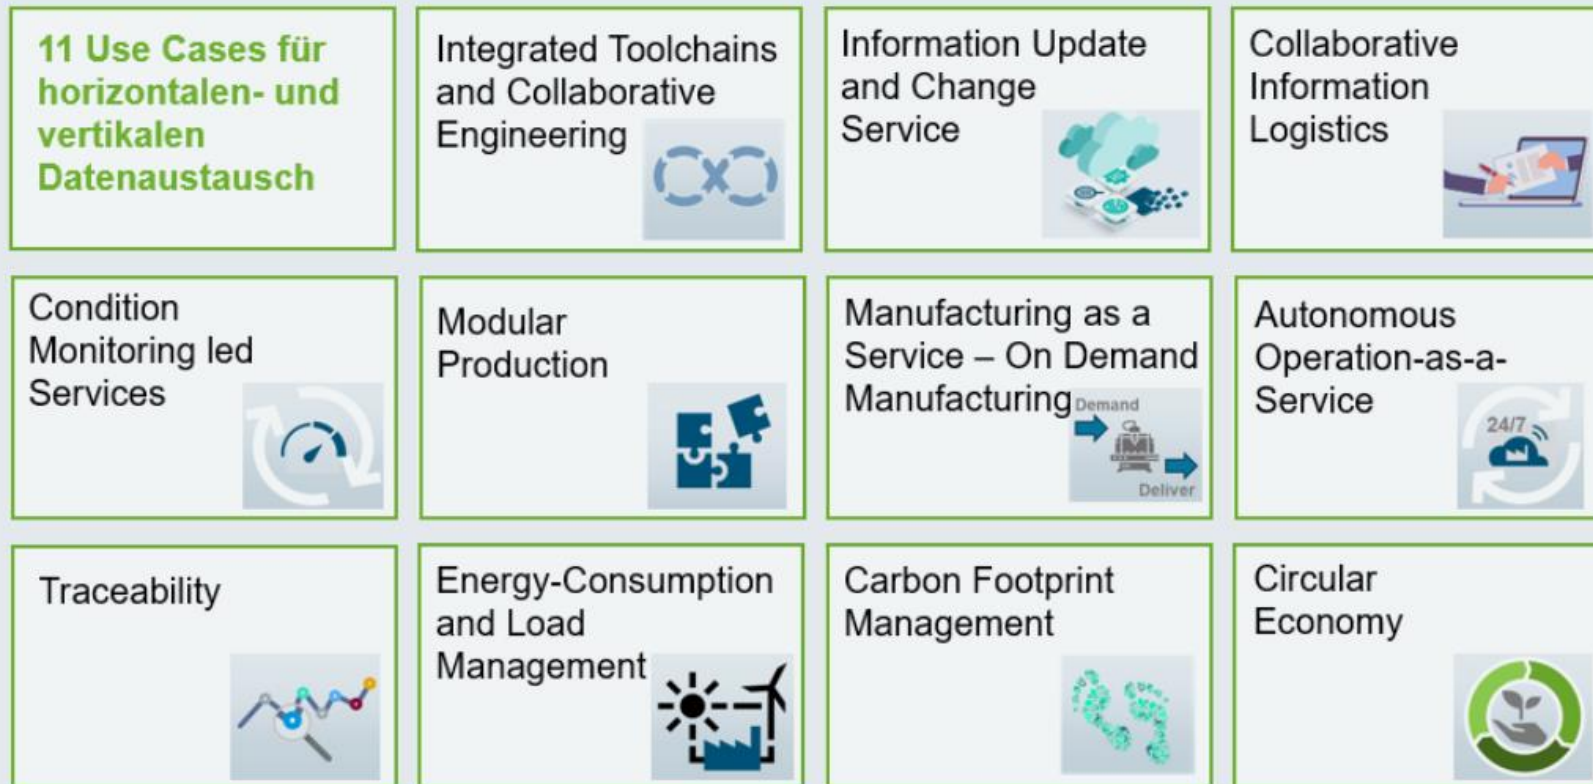 11 Use Cases für
horizontalen- und
vertikalen
Datenaustausch
Integrated Toolchains
and Collaborative
Engineering
Information Update
and Change
Service
Collaborative
Information
Logistics
Condition
Monitoring led
Services
Modular
Production
Manufacturing as a
Service – On Demand
Manufacturing
Demand
Deliver
Autonomous
Operation-as-a-
Service
24/7
Traceability
Energy-Consumption
and Load
Management
Carbon Footprint
Management
Circular
Economy